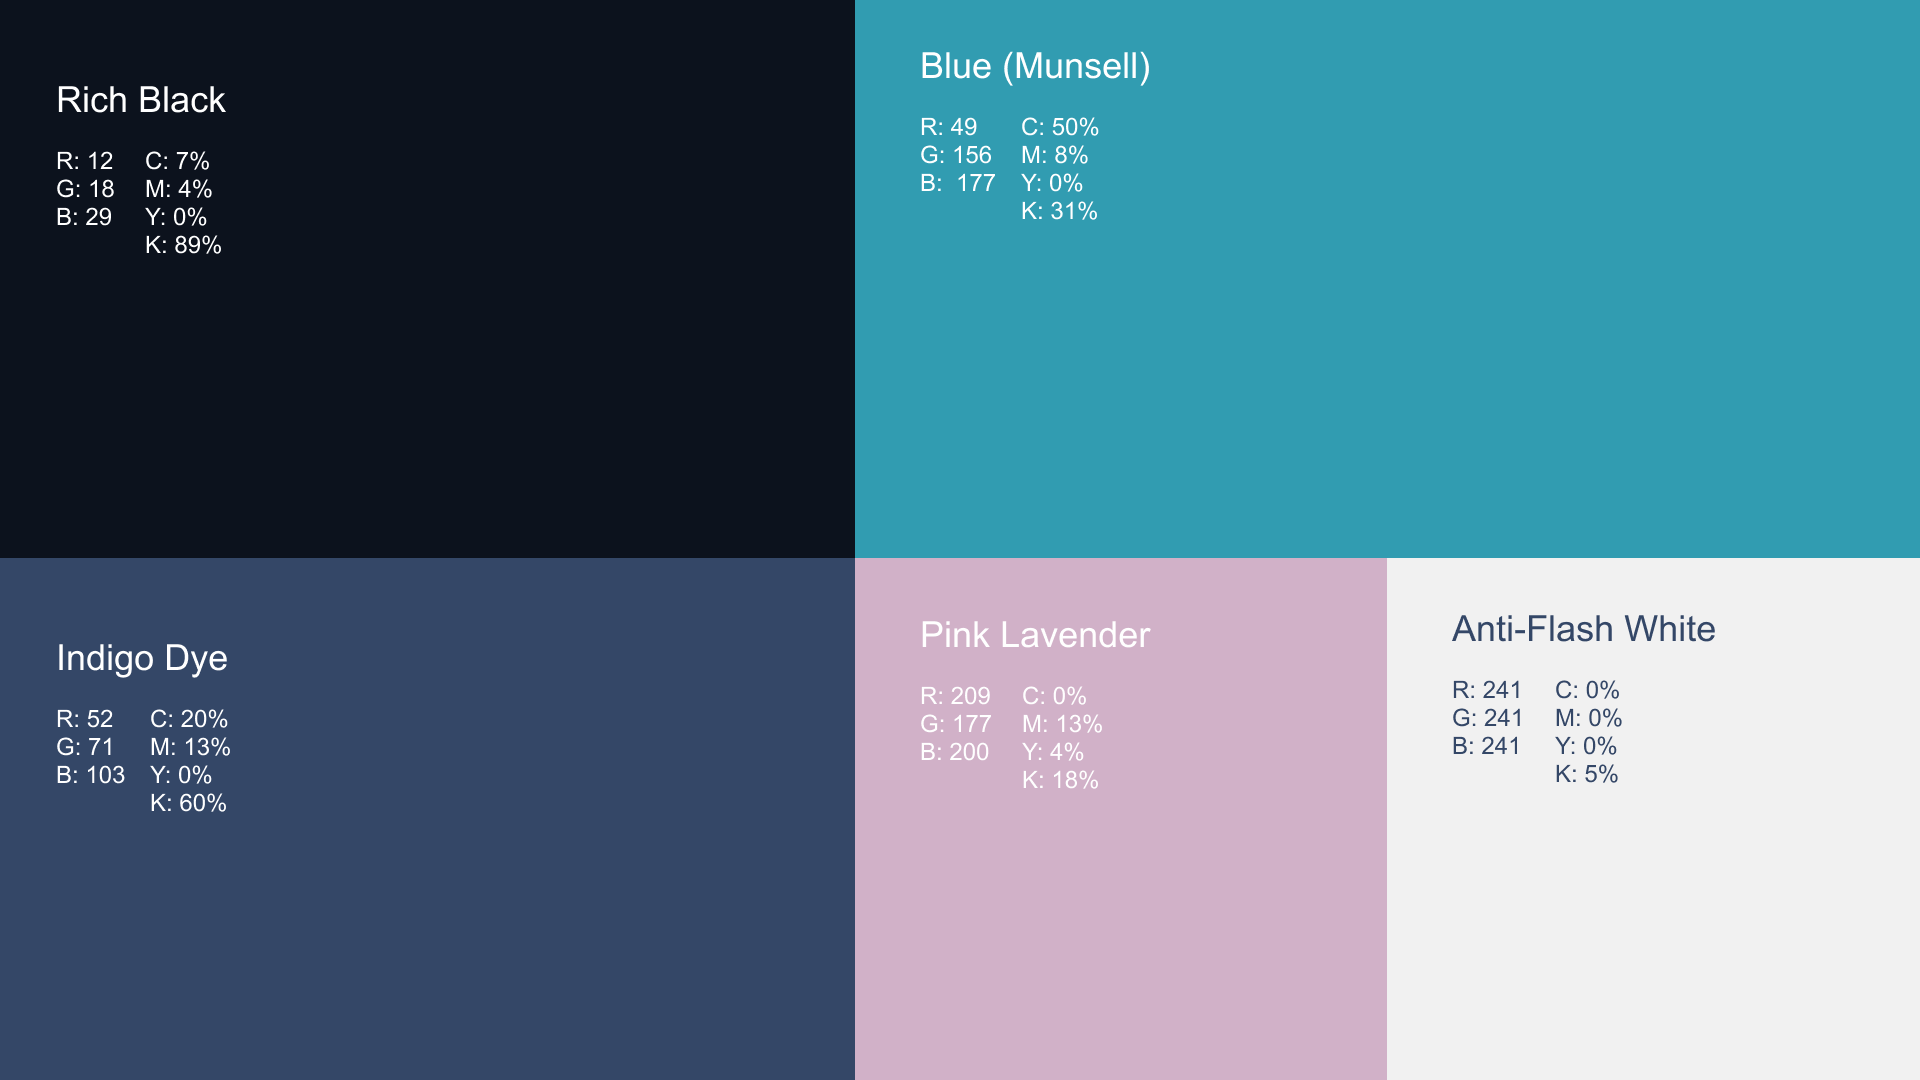 Rich Black
R: 12 C: 7%
G: 18 M: 4%
B: 29 Y: 0%
K: 89%
Blue (Munsell)
R: 49 C: 50%
G: 156 M: 8%
B: 177 Y: 0%
K: 31%
Indigo Dye
R: 52 C: 20%
G: 71 M: 13%
B: 103 Y: 0%
K: 60%
Pink Lavender
R: 209 C: 0%
G: 177 M: 13%
B: 200 Y: 4%
K: 18%
Anti-Flash White
R: 241 C: 0%
G: 241 M: 0%
B: 241 Y: 0%
K: 5%